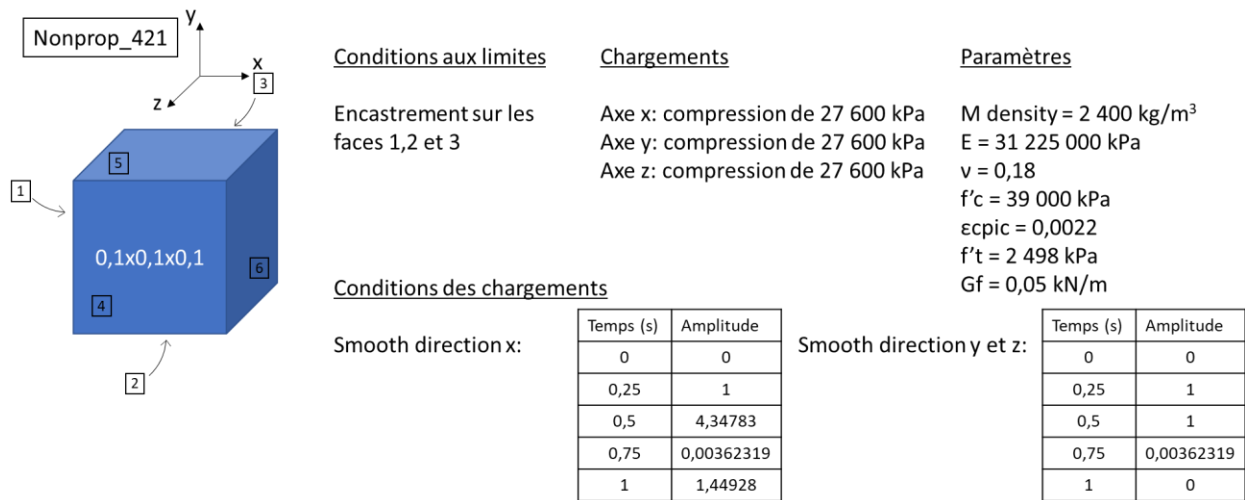 Nonprop_421
y
x
z
3
5
1
0,1x0,1x0,1
6
4
2
Conditions aux limites
Encastrement sur les
faces 1,2 et 3
Chargements
Axe x: compression de 27 600 kPa
Axe y: compression de 27 600 kPa
Axe z: compression de 27 600 kPa
Paramètres
M density = 2 400 kg/m³
E = 31 225 000 kPa
ν = 0,18
f'c = 39 000 kPa
εcpic = 0,0022
f't = 2 498 kPa
Gf = 0,05 kN/m
Conditions des chargements
Smooth direction x:
Temps (s) Amplitude
0 0
0,25 1
0,5 4,34783
0,75 0,00362319
1 1,44928
Smooth direction y et z:
Temps (s) Amplitude
0 0
0,25 1
0,5 1
0,75 0,00362319
1 0